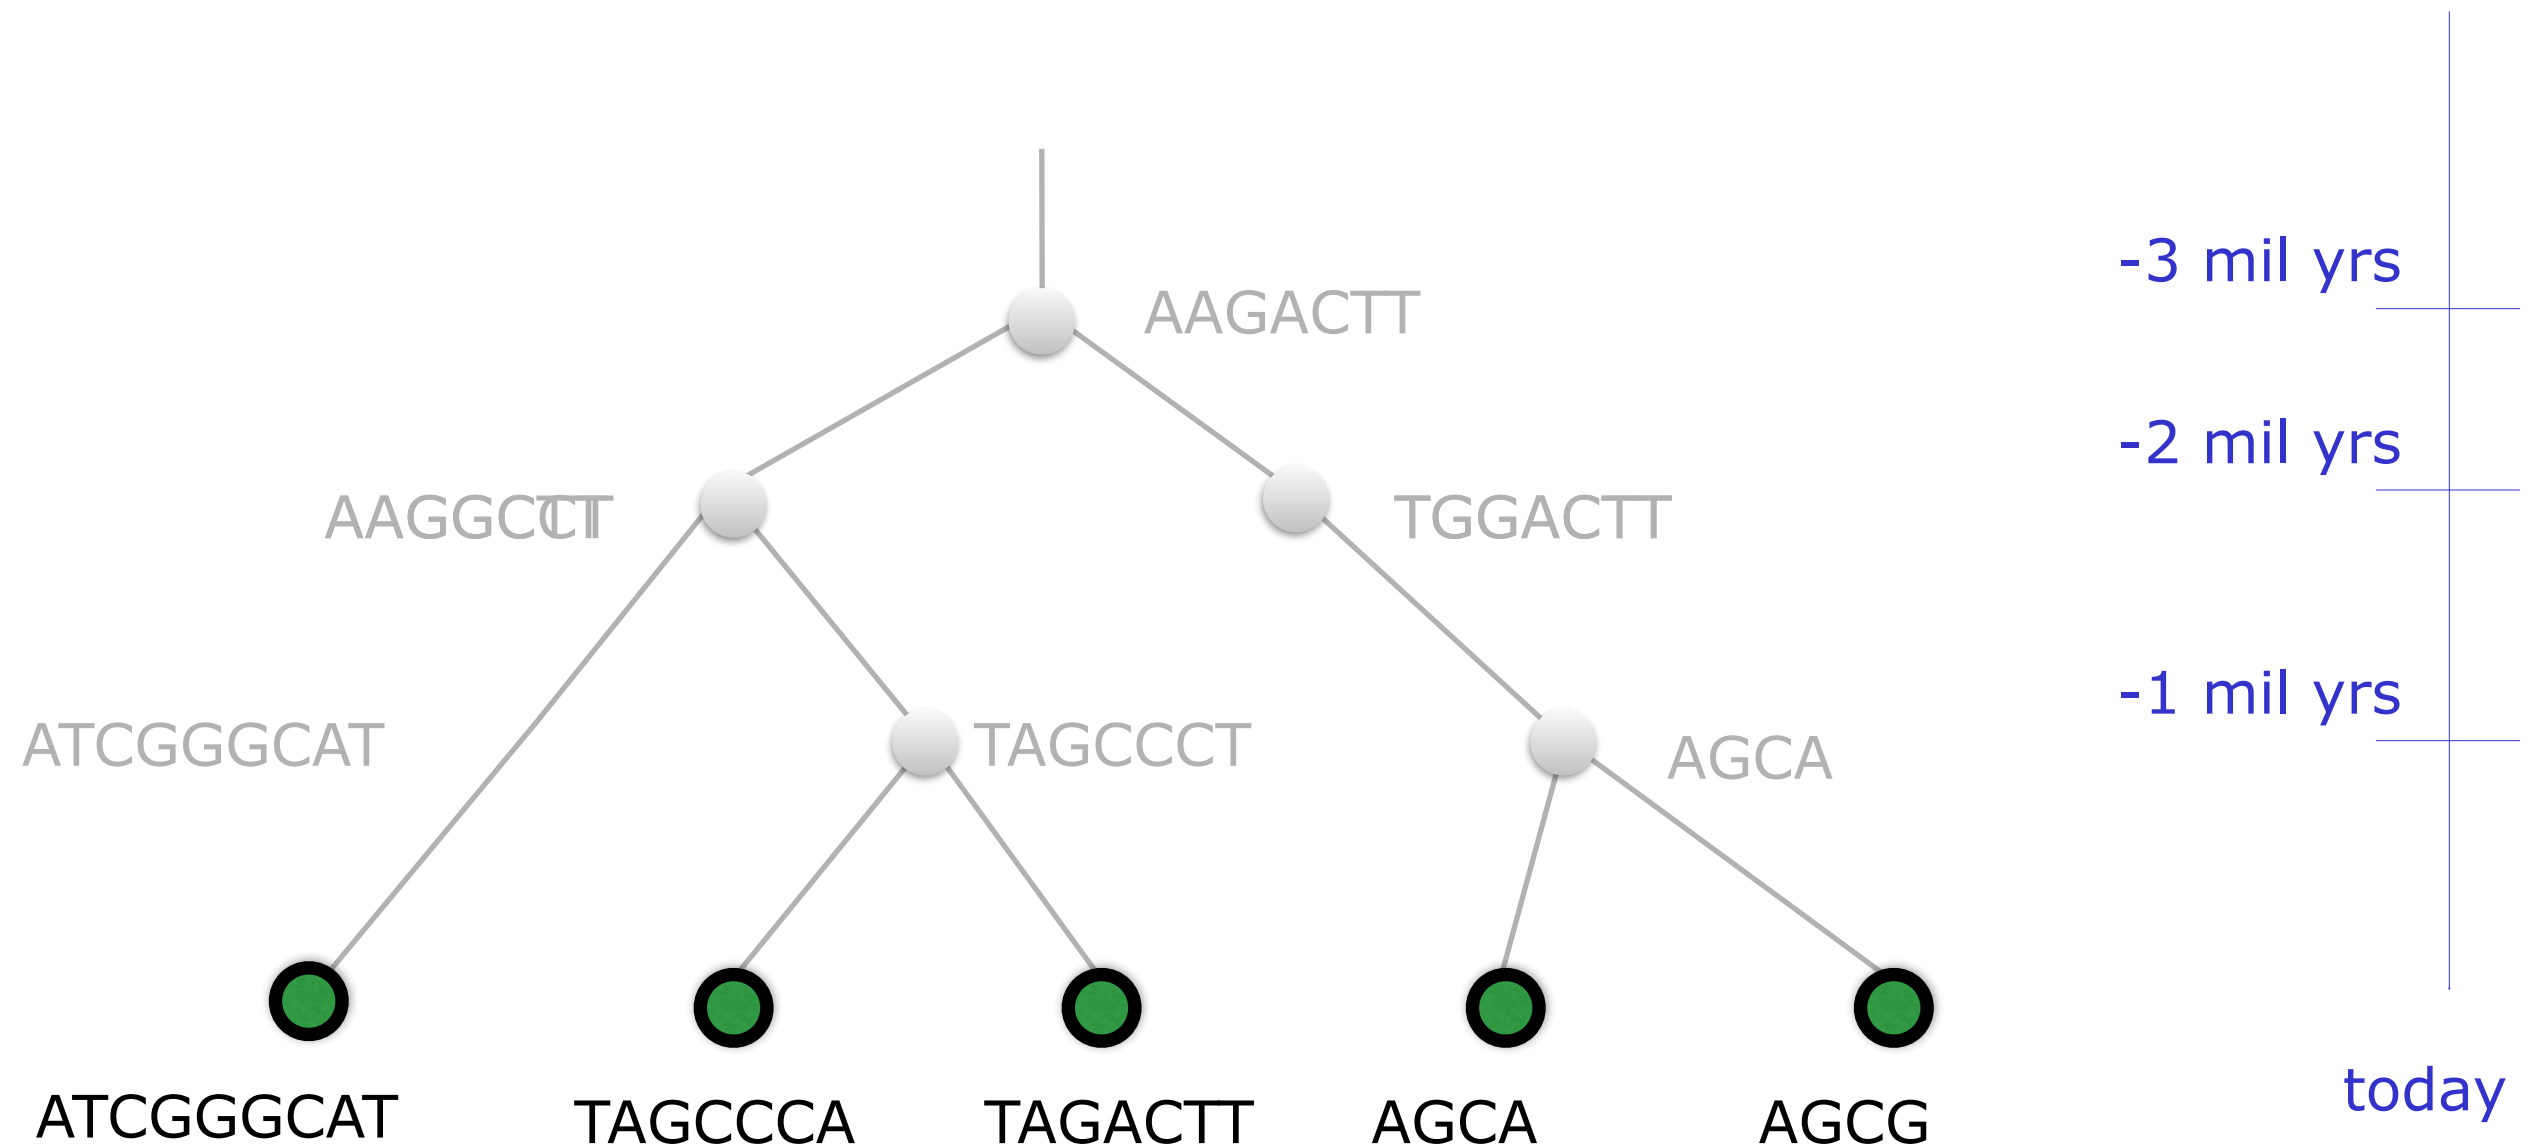 -3 mil yrs
AAGACTT
-2 mil yrs
TGGACTT
-1 mil yrs
ATCGGGCAT
TAGCCCT
AGCA
today
ATCGGGCAT
TAGCCCA
TAGACTT
AGCA
AGCG